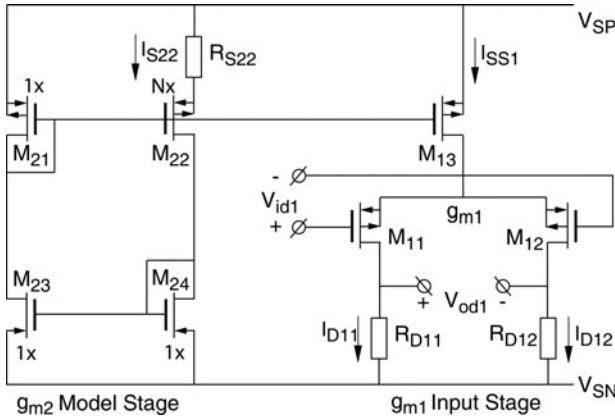 V_SP
I_S22
R_S22
I_SS1
1x
Nx
M_21
M_22
M_13
-
V_id1
+
g_m1
M_11
M_12
M_23
M_24
+
V_od1
-
I_D11
R_D11
R_D12
I_D12
1x
1x
V_SN
g_m2 Model Stage
g_m1 Input Stage